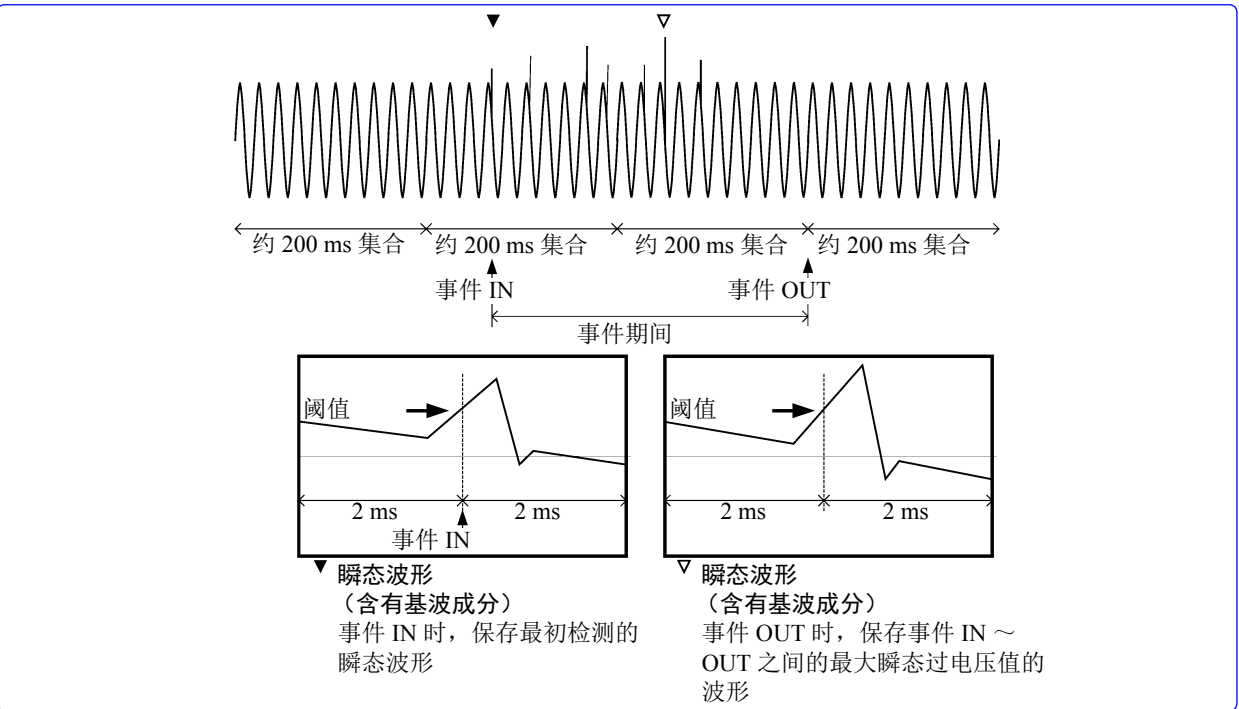 约 200 ms 集合 约 200 ms 集合 约 200 ms 集合 约 200 ms 集合
事件 IN 事件 OUT
事件期间
阈值
2 ms 2 ms
事件 IN
阈值
2 ms 2 ms
▼ 瞬态波形
（含有基波成分）
事件 IN 时，保存最初检测的
瞬态波形
▽ 瞬态波形
（含有基波成分）
事件 OUT 时，保存事件 IN ～
OUT 之间的最大瞬态过电压值的
波形